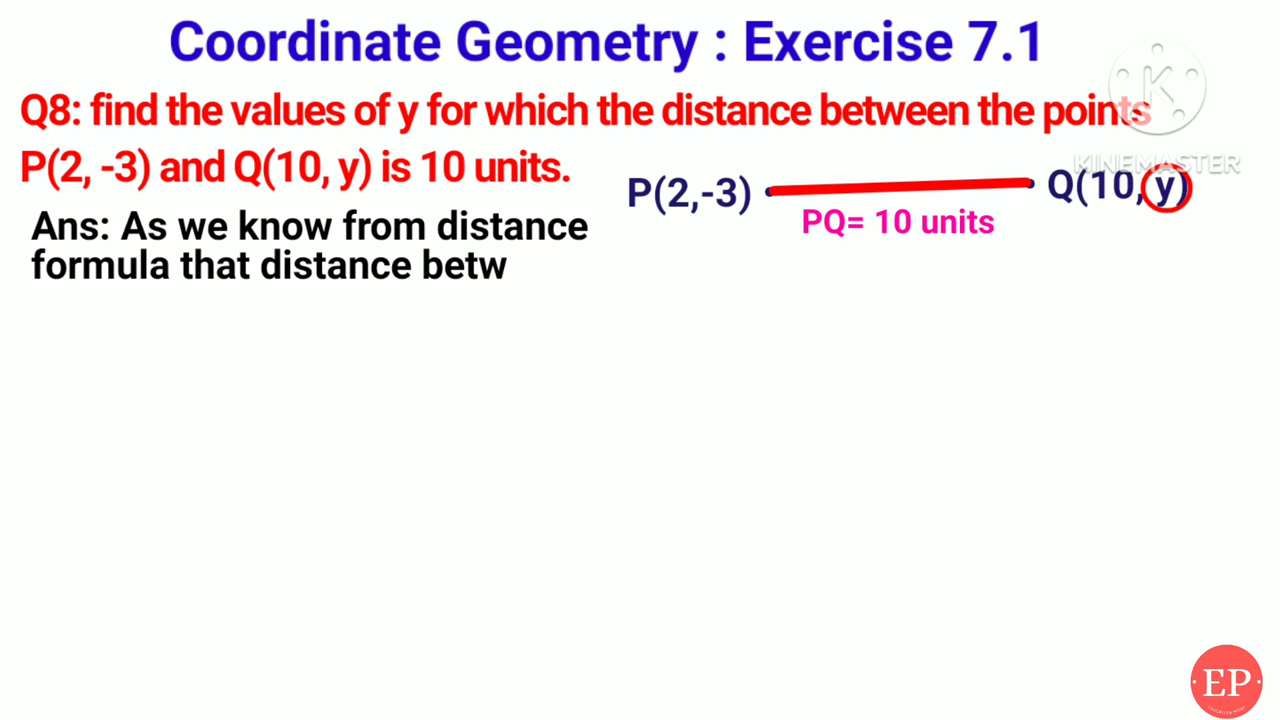 Coordinate Geometry : Exercise 7.1
Q8: find the values of y for which the distance between the points
P(2, -3) and Q(10, y) is 10 units.
KINEMASTER
P(2,-3)
Q(10, y)
PQ= 10 units
Ans: As we know from distance
formula that distance betw
EP